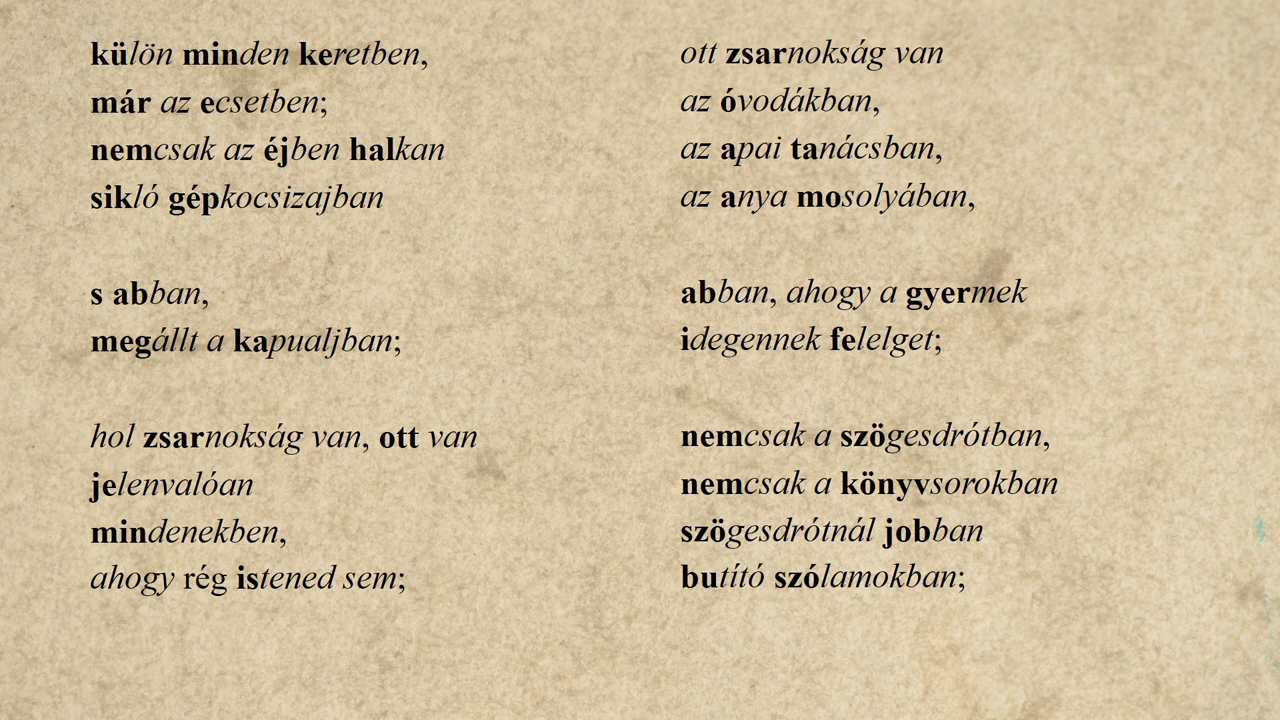 külön minden keretben,
már az ecsetben;
nemcsak az éjben halkan
sikló gépkocsizajban
s abban,
megállt a kapualjban;
hol zsarnokság van, ott van
jelenvalóan
mindenekben,
ahogy rég istened sem;
ott zsarnokság van
az óvodákban,
az apai tanácsban,
az anya mosolyában,
abban, ahogy a gyermek
idegennek felelget;
nemcsak a szögesdrótban,
nemcsak a könyvsorokban
szögesdrótnál jobban
butító szólamokban;